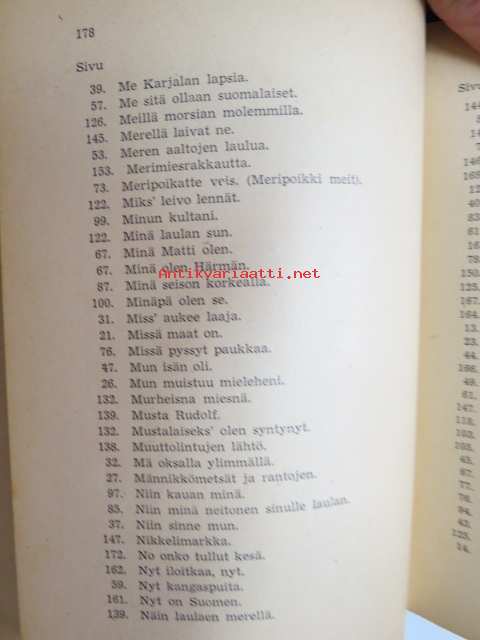 178
Sivu
39. Me Karjalan lapsia.
57. Me sitä ollaan suomalaiset.
126. Meillä morsian molemmilla.
145. Merellä laivat ne.
53. Meren aaltojen laulua.
153. Merimiesrakkautta.
73. Meripoikatte veis. (Meripoikki meit).
122. Miks' leivo lennät.
99. Minun kultani.
122. Minä laulan sun.
67. Minä Matti olen.
67. Minä olen Härmän.
Antikvariaatti.net
87. Minä seison korkealla.
100. Minäpä olen se.
31. Miss' aukee laaja.
21. Missä maat on.
76. Missä pyssyt paukkaa.
47. Mun isän oli.
26. Mun muistuu mieleheni.
132. Murheisna miesnä.
139. Musta Rudolf.
132. Mustalaiseks' olen syntynyt.
138. Muuttolintujen lähtö.
32. Mä oksalla ylimmällä.
27. Männikkömetsät ja rantojen.
97. Niin kauan minä.
85. Niin minä neitonen sinulle laulan.
37. Niin sinne mun.
147. Nikkelimarkka.
172. No onko tullut kesä.
162. Nyt iloitkaa, nyt.
59. Nyt kangaspuita.
161. Nyt on Suomen.
139. Näin laulaen merellä.